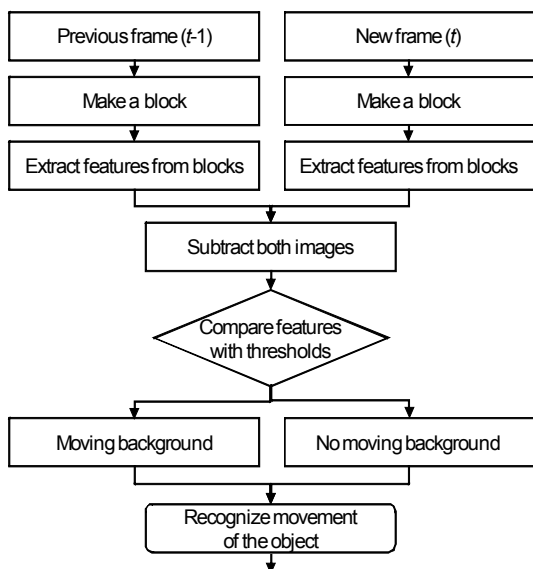 Previous frame (t-1)
New frame (t)
Make a block
Make a block
Extract features from blocks
Extract features from blocks
Subtract both images
Compare features
with thresholds
Moving background
No moving background
Recognize movement
of the object